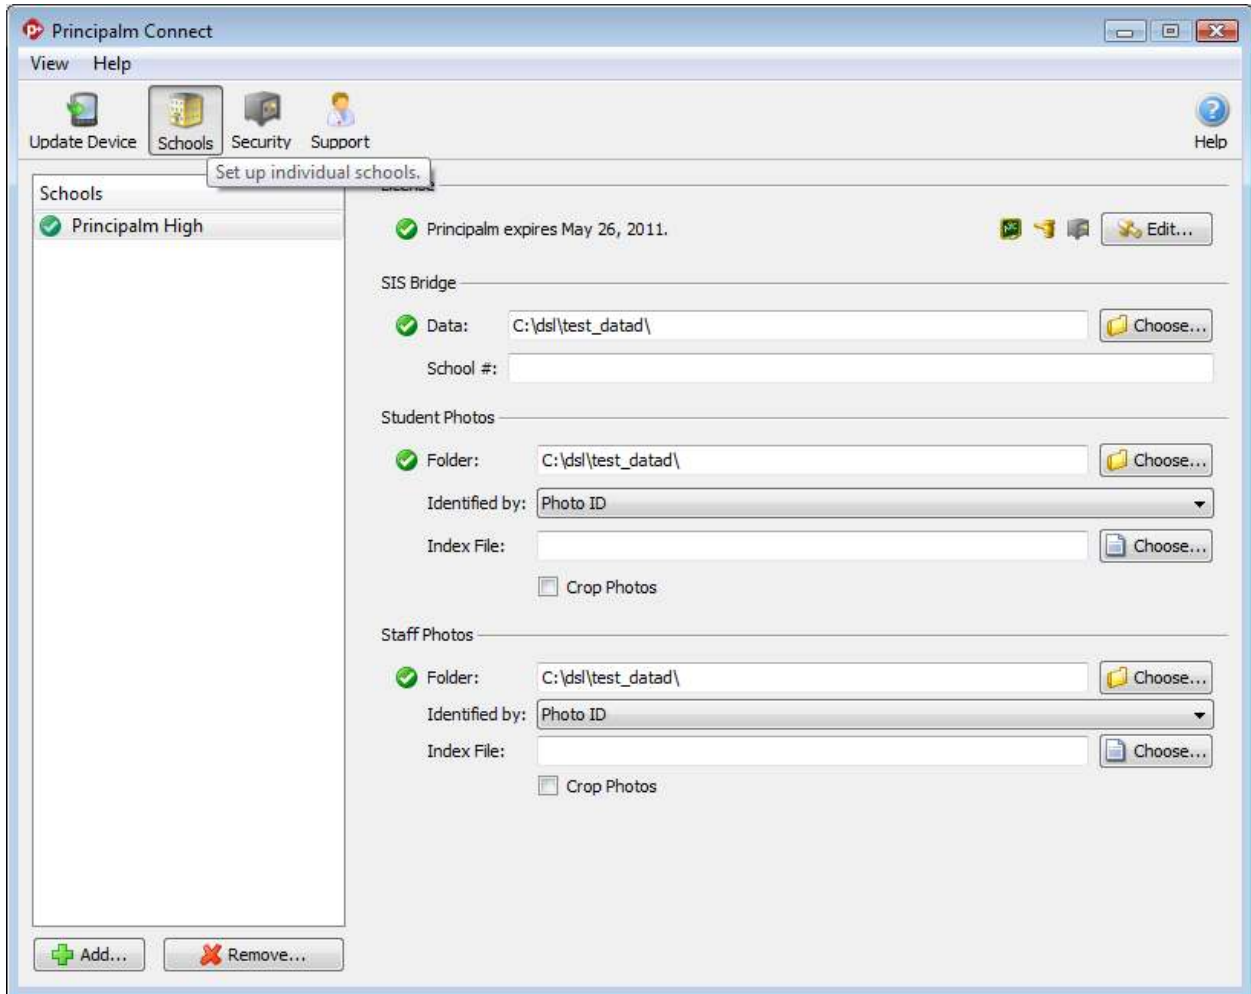 Principalm Connect
View Help
Update Device Schools Security Support Help
Set up individual schools.
Schools
Principalm High
License
Principalm expires May 26, 2011. Edit...
SIS Bridge
Data: C:\dsl\test_datad\ Choose...
School #:
Student Photos
Folder: C:\dsl\test_datad\ Choose...
Identified by: Photo ID
Index File: Choose...
Crop Photos
Staff Photos
Folder: C:\dsl\test_datad\ Choose...
Identified by: Photo ID
Index File: Choose...
Crop Photos
Add... Remove...